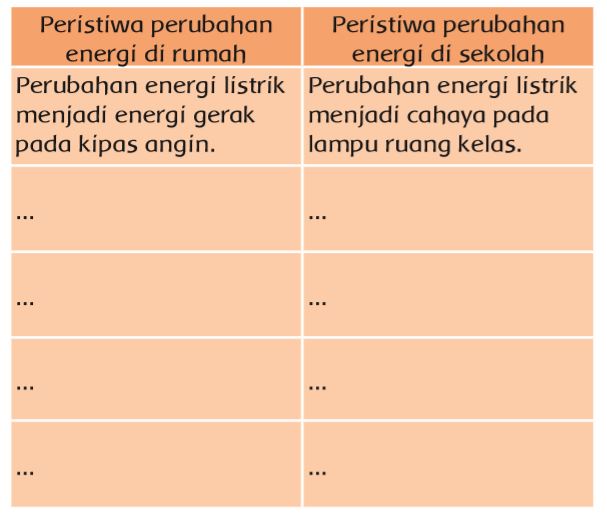 Peristiwa perubahan
energi di rumah
Peristiwa perubahan
energi di sekolah
Perubahan energi listrik
menjadi energi gerak
pada kipas angin.
Perubahan energi listrik
menjadi cahaya pada
lampu ruang kelas.
...
...
...
...
...
...
...
...